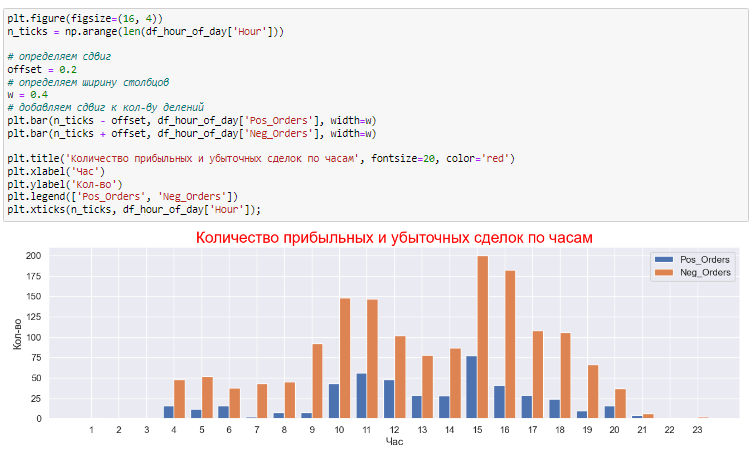 plt.figure(figsize=(16, 4))
n_ticks = np.arange(len(df_hour_of_day['Hour']))
# определяем сдвиг
offset = 0.2
# определяем ширину столбцов
w = 0.4
# добавляем сдвиг к кол-ву делений
plt.bar(n_ticks - offset, df_hour_of_day['Pos_Orders'], width=w)
plt.bar(n_ticks + offset, df_hour_of_day['Neg_Orders'], width=w)
plt.title('Количество прибыльных и убыточных сделок по часам', fontsize=20, color='red')
plt.xlabel('Час')
plt.ylabel('Кол-во')
plt.legend(['Pos_Orders', 'Neg_Orders'])
plt.xticks(n_ticks, df_hour_of_day['Hour']);
Количество прибыльных и убыточных сделок по часам
Pos_Orders
Neg_Orders
Кол-во
200
175
150
125
100
75
50
25
0
1 2 3 4 5 6 7 8 9 10 11 12 13 14 15 16 17 18 19 20 21 22 23
Час